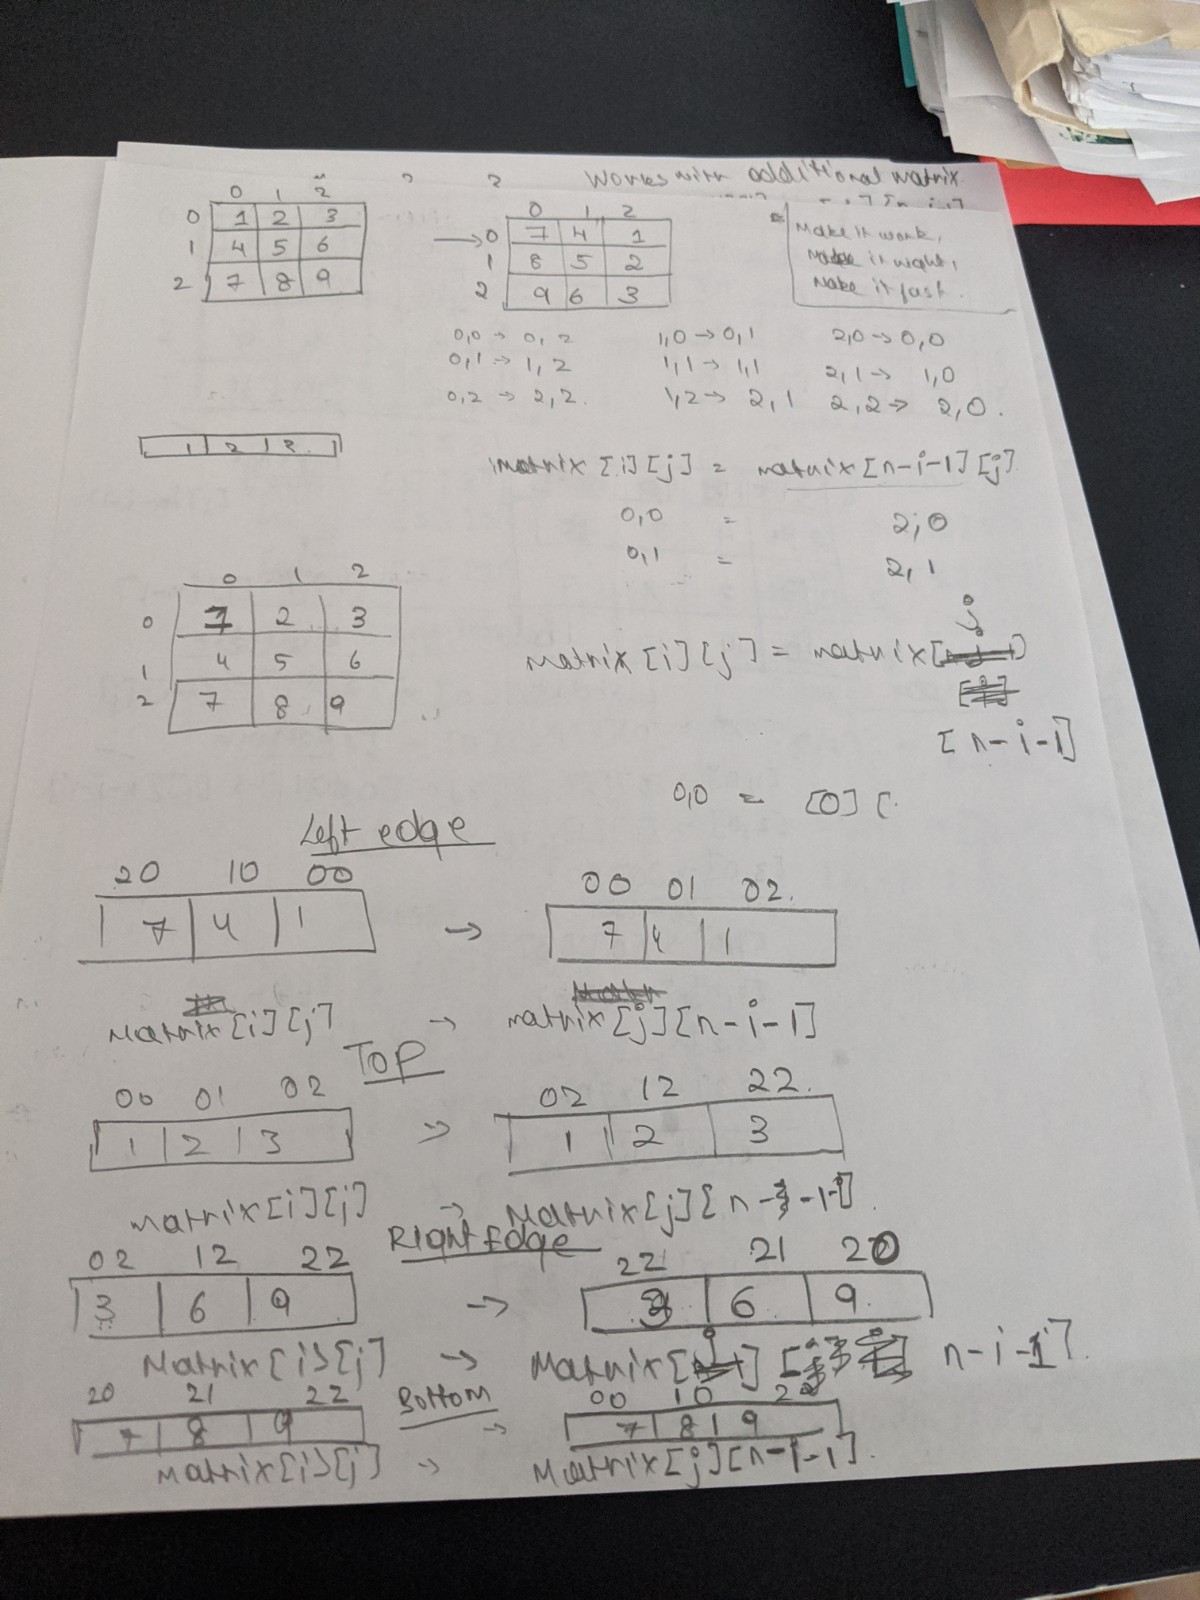 Works with additional matrix
0 1 2
0 1 2 3
1 4 5 6
2 7 8 9
→
0 1 2
0 7 4 1
1 8 5 2
2 9 6 3
Make it work,
Make it right,
Make it fast.
0,0 → 0, 2 1,0 → 0,1 2,0 → 0,0
0,1 → 1, 2 1,1 → 1,1 2,1 → 1,0
0,2 → 2,2. 1,2 → 2,1 2,2 → 2,0.
1 2 3
matrix [i][j] = matrix[n-i-1][j]
0,0 = 2,0
0,1 = 2,1
0 1 2
0 2 3
1 4 5 6
2 7 8 9
matrix [i][j] = matrix[j]
[n-i-1]
0,0 = [0] [
Left edge
20 10 00 00 01 02.
7 4 1 → 7 4 1
Matrix[i][j] → matrix[j][n-i-1]
TOP
00 01 02 02 12 22.
1 2 3 → 1 2 3
matrix[i][j] → Matrix[j][n-i-1].
Right Edge
02 12 22 22 21 20
3 6 9 → 3 6 9.
Matrix[i][j] → Matrix[j][n-i-1].
Bottom
20 21 22 00 10 20
7 8 9 → 7 8 9
Matrix[i][j] → Matrix[j][n-i-1].